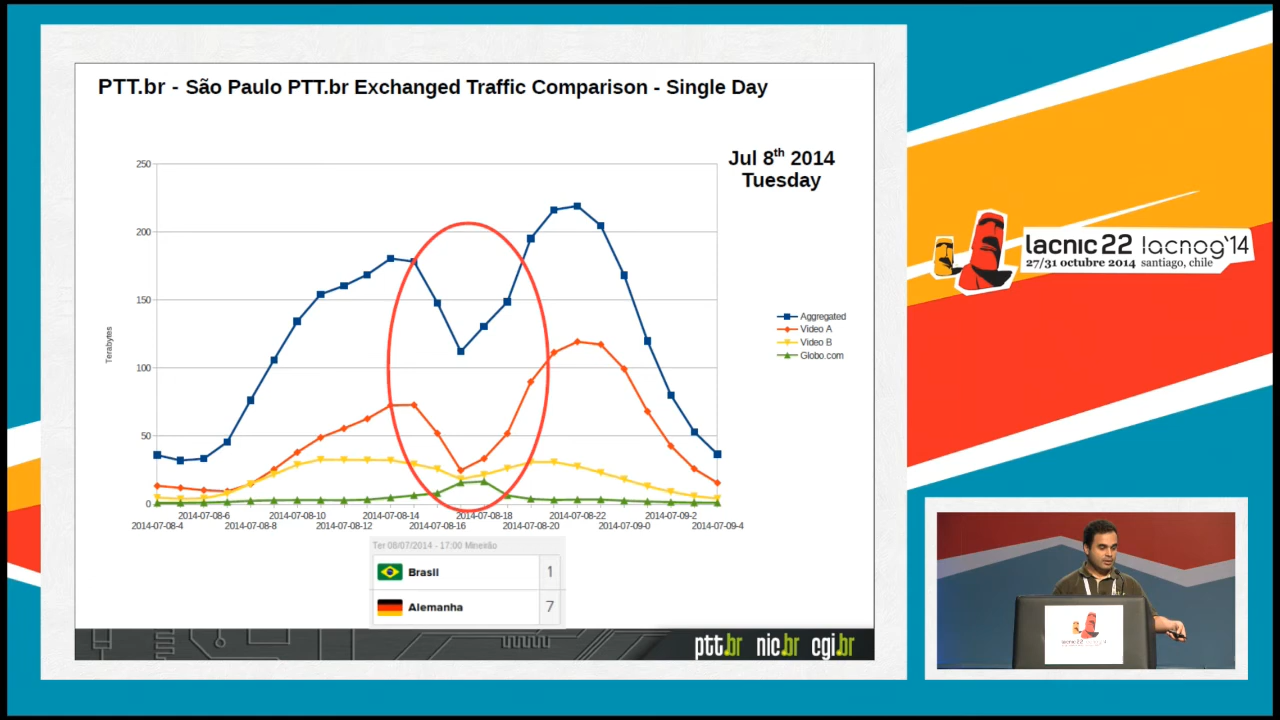 PTT.br - São Paulo PTT.br Exchanged Traffic Comparison - Single Day
Jul 8th 2014
Tuesday
250
200
150
100
50
0
Terabytes
Aggregated
Video A
Video B
Globo.com
2014-07-08-6 2014-07-08-10 2014-07-08-14 2014-07-08-18 2014-07-08-22 2014-07-09-2
2014-07-08-4 2014-07-08-8 2014-07-08-12 2014-07-08-16 2014-07-08-20 2014-07-09-0 2014-07-09-4
Ter 08/07/2014 - 17:00 Mineirão
Brasil 1
Alemanha 7
ptt.br nic.br cgi.br
lacnic 22 lacnog'14
27/31 octubre 2014 santiago, chile